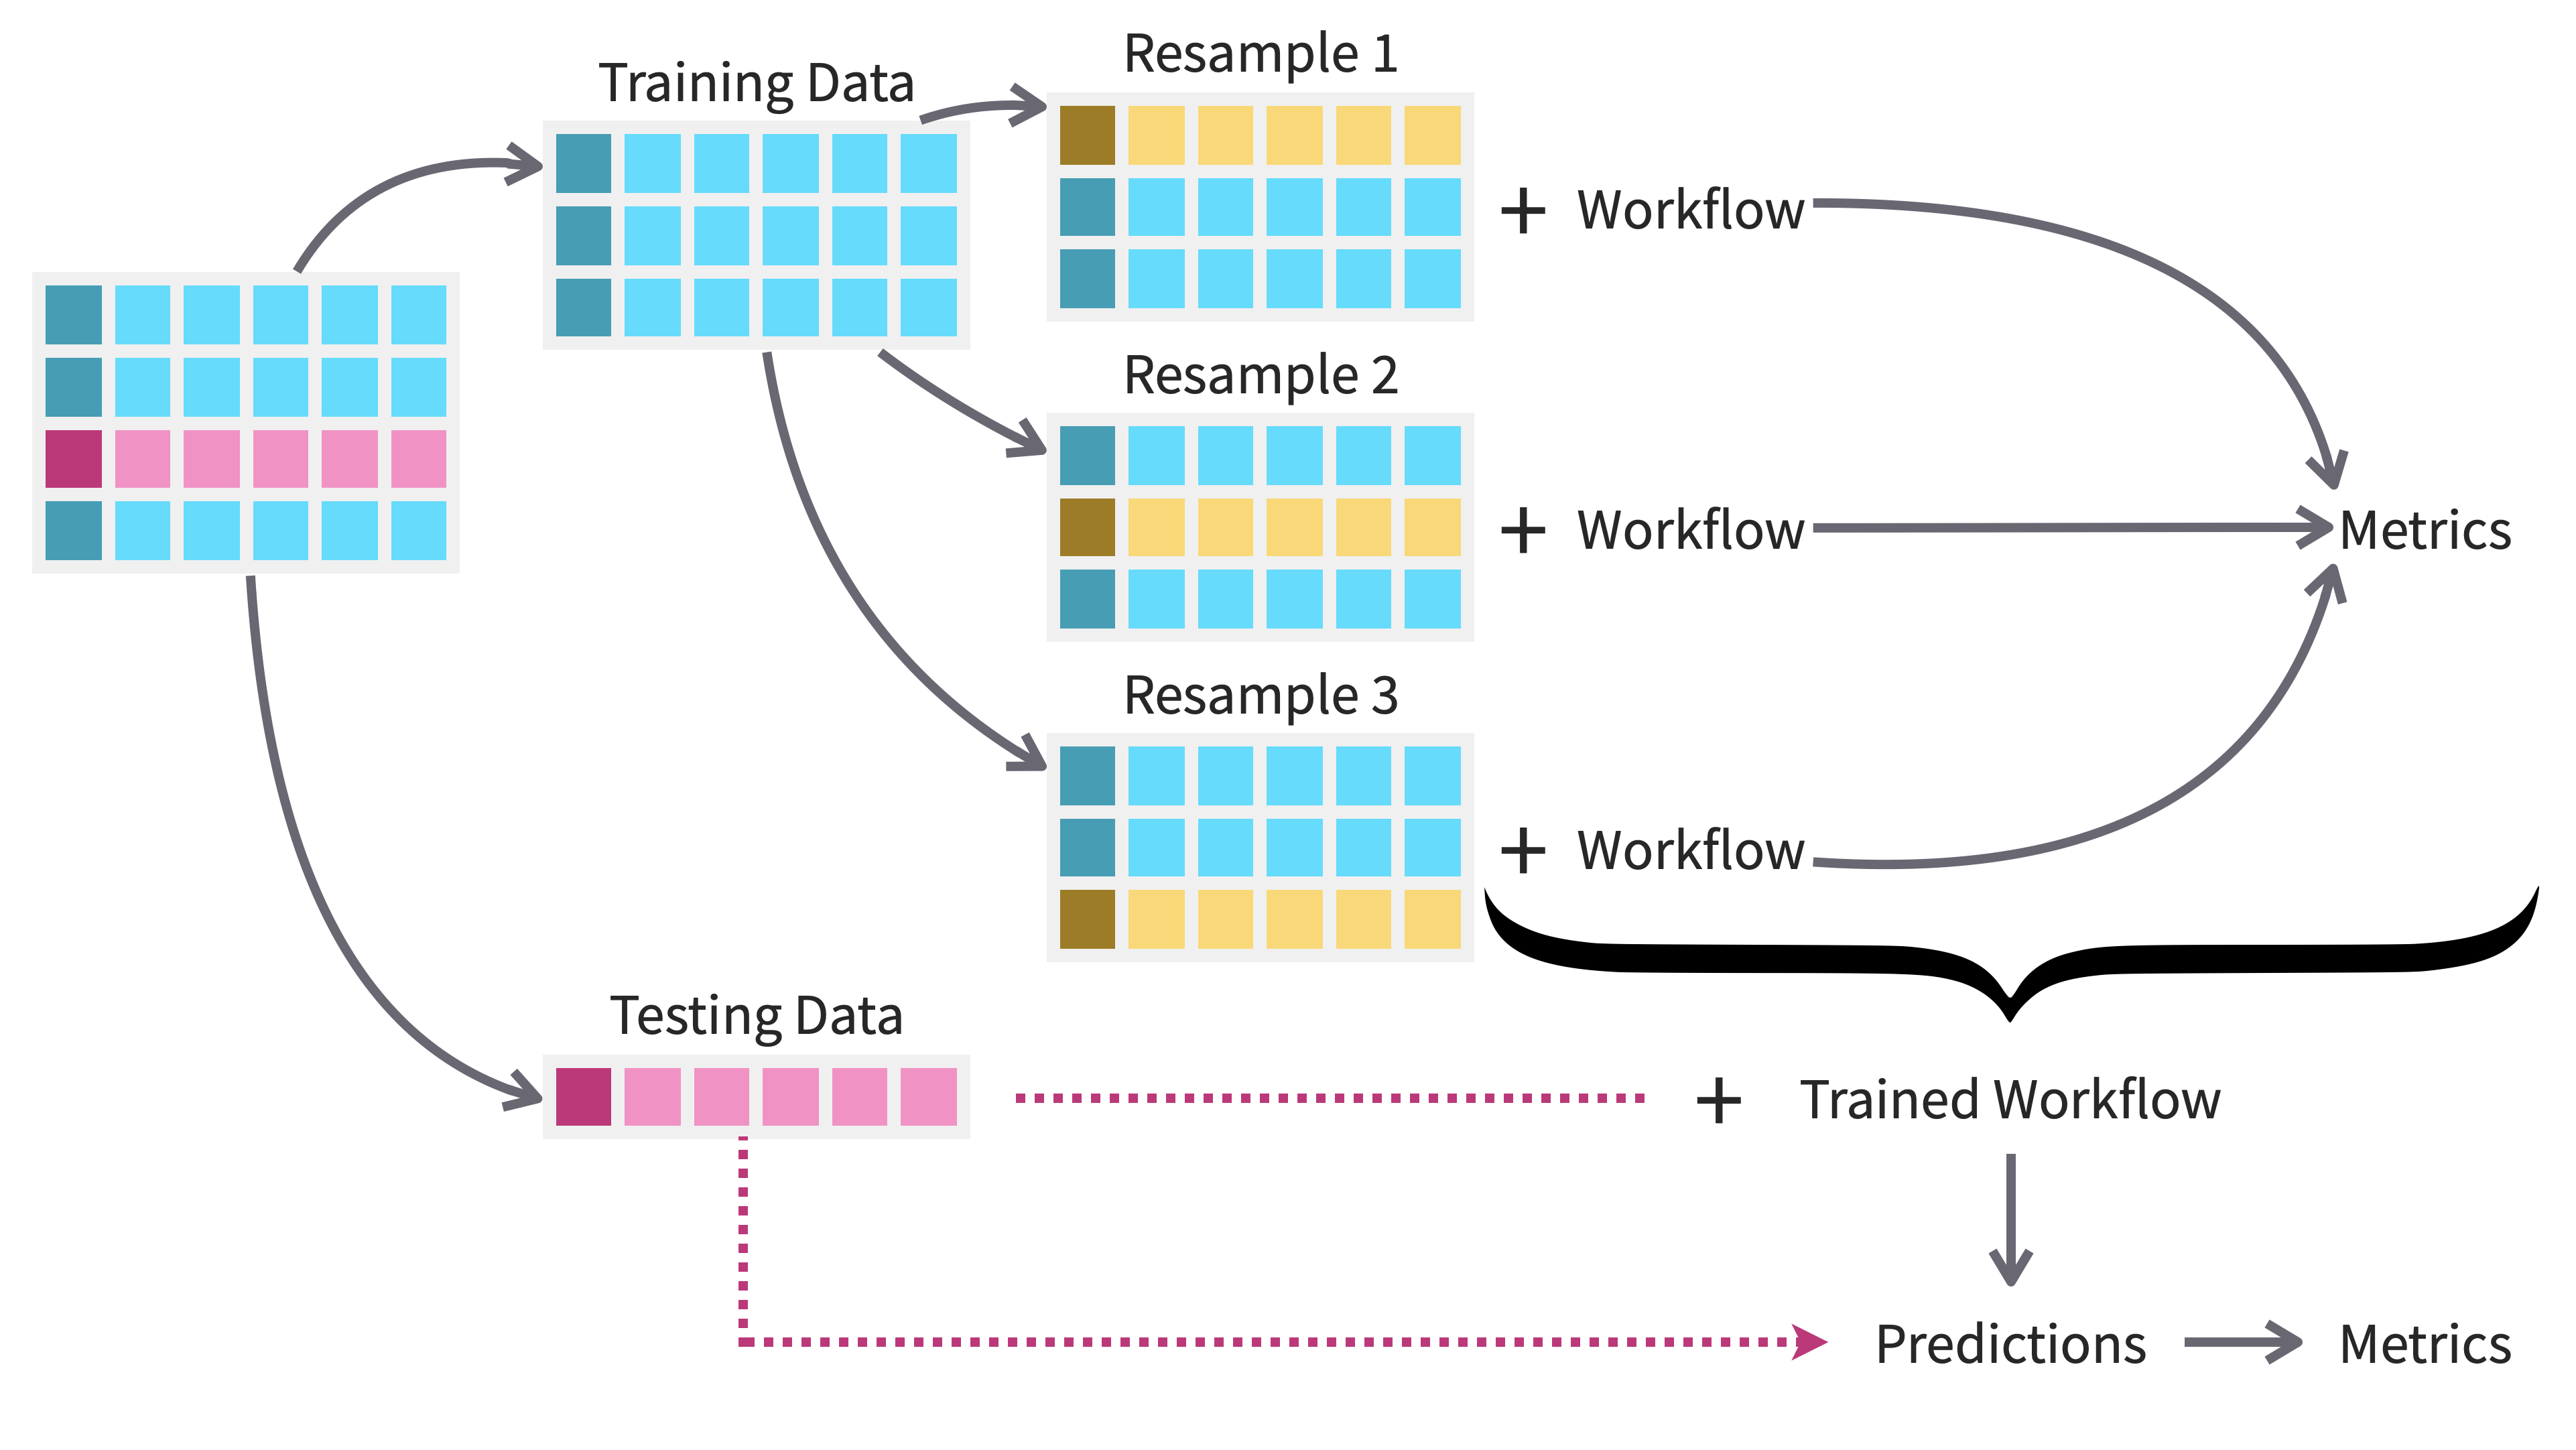 Training Data
Resample 1
+ Workflow
Resample 2
+ Workflow
Metrics
Resample 3
+ Workflow
Testing Data
+ Trained Workflow
Predictions
Metrics